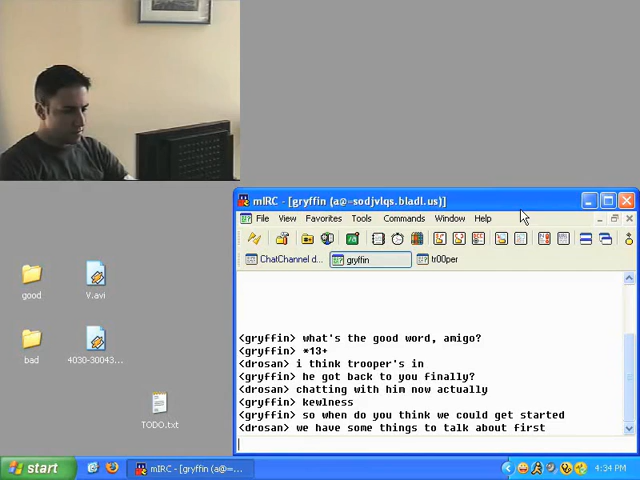 mIRC - [gryffin (a@=sodjvlqs.bladl.us)]
File View Favorites Tools Commands Window Help
ChatChannel d... gryffin tr00per
<gryffin> what's the good word, amigo?
<gryffin> *13+
<drosan> i think trooper's in
<gryffin> he got back to you finally?
<drosan> chatting with him now actually
<gryffin> kewlness
<gryffin> so when do you think we could get started
<drosan> we have some things to talk about first
good
V.avi
bad
4030-30043...
TODO.txt
start
mIRC - [gryffin (a@=...
4:34 PM